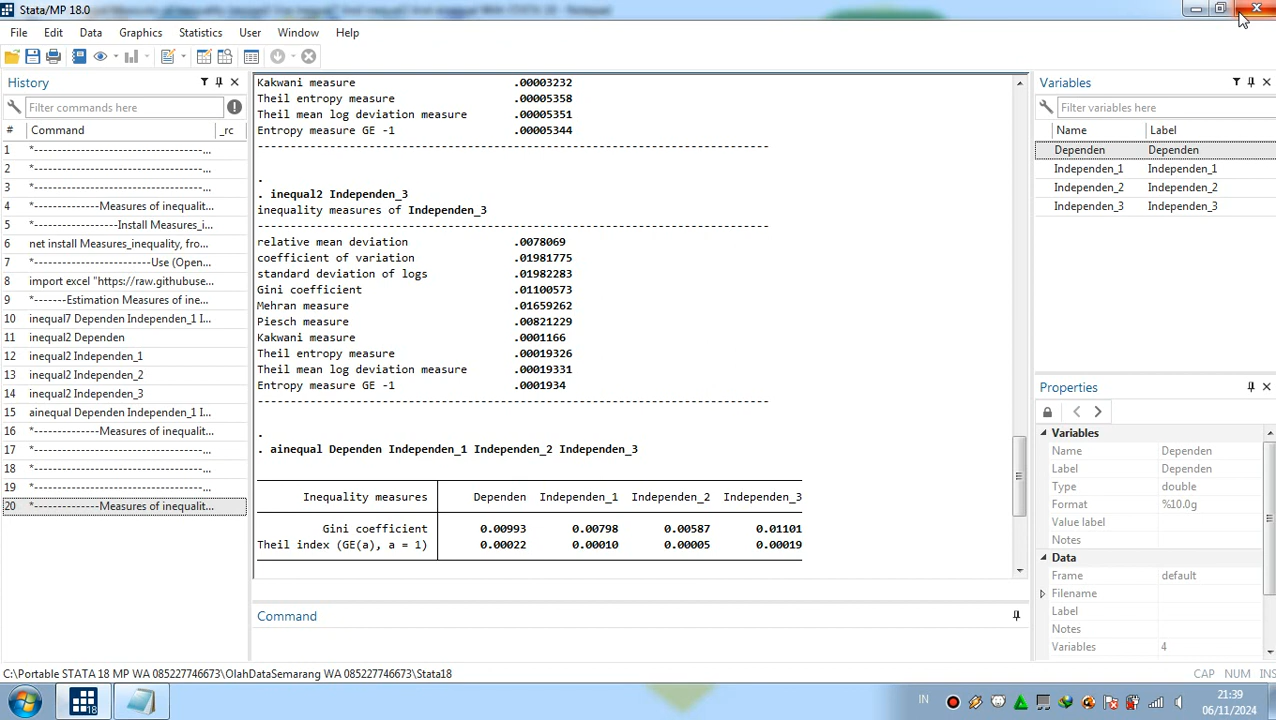 Stata/MP 18.0
File Edit Data Graphics Statistics User Window Help
History
Filter commands here
# Command _rc
1 *-----------------------------------...
2 *-----------------------------------...
3 *-----------------------------------...
4 *--------------Measures of inequalit...
5 *------------------------Install Measures_i...
6 net install Measures_inequality, fro...
7 *--------------------------Use (Open...
8 import excel "https://raw.githubuse...
9 *-------Estimation Measures of ine...
10 inequal7 Dependen Independen_1 I...
11 inequal2 Dependen
12 inequal2 Independen_1
13 inequal2 Independen_2
14 inequal2 Independen_3
15 ainequal Dependen Independen_1 I...
16 *--------------Measures of inequalit...
17 *-----------------------------------...
18 *-----------------------------------...
19 *-----------------------------------...
20 *--------------Measures of inequalit...
Kakwani measure .00003232
Theil entropy measure .00005358
Theil mean log deviation measure .00005351
Entropy measure GE -1 .00005344
.
. inequal2 Independen_3
inequality measures of Independen_3
relative mean deviation .0078069
coefficient of variation .01981775
standard deviation of logs .01982283
Gini coefficient .01100573
Mehran measure .01659262
Piesch measure .00821229
Kakwani measure .0001166
Theil entropy measure .00019326
Theil mean log deviation measure .00019331
Entropy measure GE -1 .0001934
.
. ainequal Dependen Independen_1 Independen_2 Independen_3
Inequality measures Dependen Independen_1 Independen_2 Independen_3
Gini coefficient 0.00993 0.00798 0.00587 0.01101
Theil index (GE(a), a = 1) 0.00022 0.00010 0.00005 0.00019
Command
Variables
Filter variables here
Name Label
Dependen Dependen
Independen_1 Independen_1
Independen_2 Independen_2
Independen_3 Independen_3
Properties
Variables
Name Dependen
Label Dependen
Type double
Format %10.0g
Value label
Notes
Data
Frame default
Filename
Label
Notes
Variables 4
C:\Portable STATA 18 MP WA 085227746673\OlahDataSemarang WA 085227746673\Stata18
CAP NUM INS
IN
21:39
06/11/2024